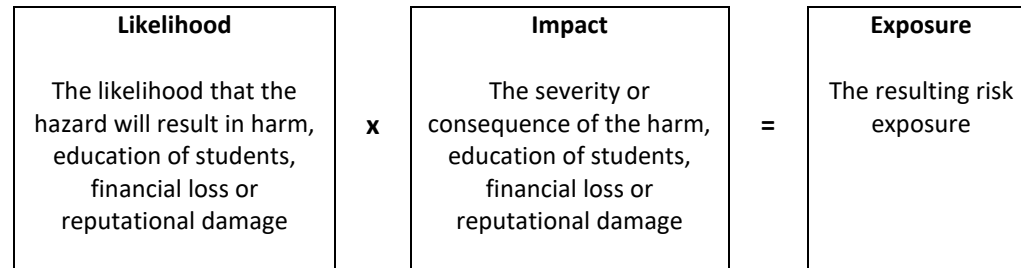 Likelihood
The likelihood that the
hazard will result in harm,
education of students,
financial loss or
reputational damage
x
Impact
The severity or
consequence of the harm,
education of students,
financial loss or
reputational damage
=
Exposure
The resulting risk
exposure